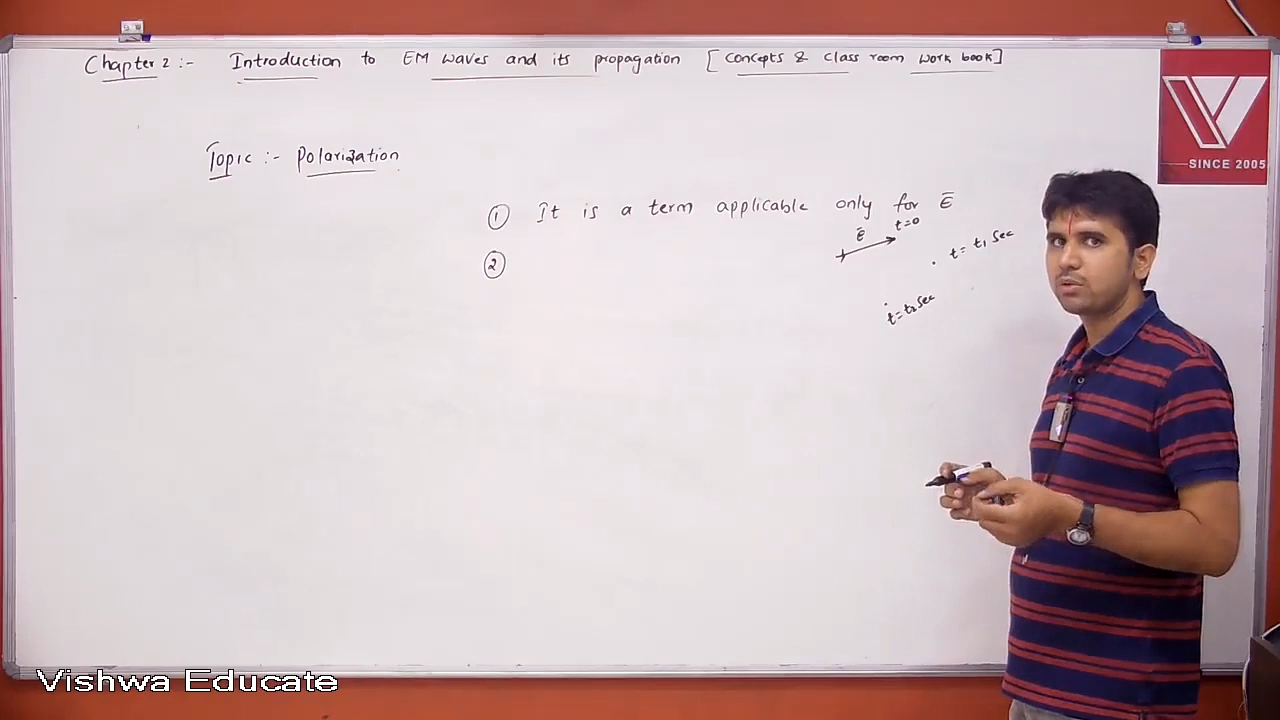 Chapter 2 :- Introduction to EM waves and its propagation [Concepts & Class room work book]
SINCE 2005
Topic :- Polarization
① It is a term applicable only for E̅
E̅ t=0
② t = t₁ sec
t = t₂ sec
Vishwa Educate